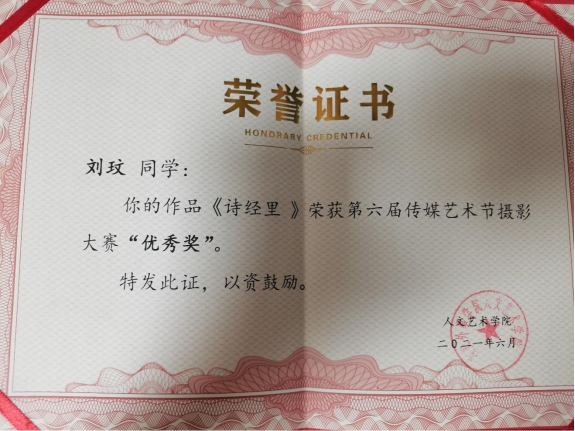 荣誉证书
HONORARY CREDENTIAL
刘玟 同学：
你的作品《诗经里 》荣获第六届传媒艺术节摄影
大赛“优秀奖”。
特发此证，以资鼓励。
人文艺术学院
二〇二一年六月